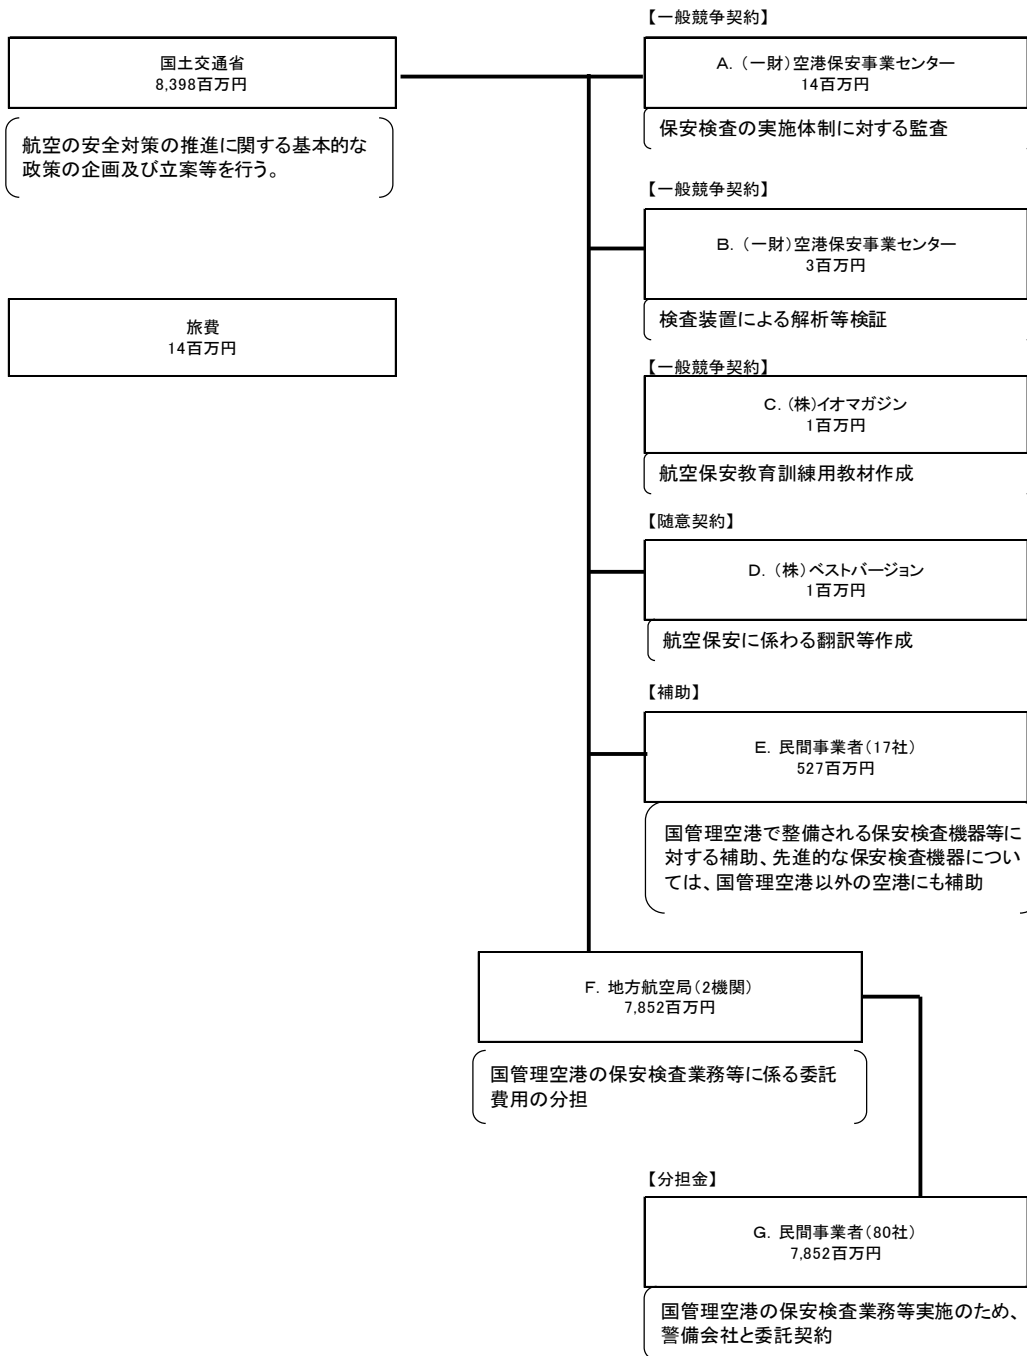 国土交通省
8,398百万円
航空の安全対策の推進に関する基本的な
政策の企画及び立案等を行う。
旅費
14百万円
【一般競争契約】
A．（一財）空港保安事業センター
14百万円
保安検査の実施体制に対する監査
【一般競争契約】
B．（一財）空港保安事業センター
3百万円
検査装置による解析等検証
【一般競争契約】
C．（株）イオマガジン
1百万円
航空保安教育訓練用教材作成
【随意契約】
D．（株）ベストバージョン
1百万円
航空保安に係わる翻訳等作成
【補助】
E．民間事業者（17社）
527百万円
国管理空港で整備される保安検査機器等に
対する補助、先進的な保安検査機器につい
ては、国管理空港以外の空港にも補助
F．地方航空局（2機関）
7,852百万円
国管理空港の保安検査業務等に係る委託
費用の分担
【分担金】
G．民間事業者（80社）
7,852百万円
国管理空港の保安検査業務等実施のため、
警備会社と委託契約